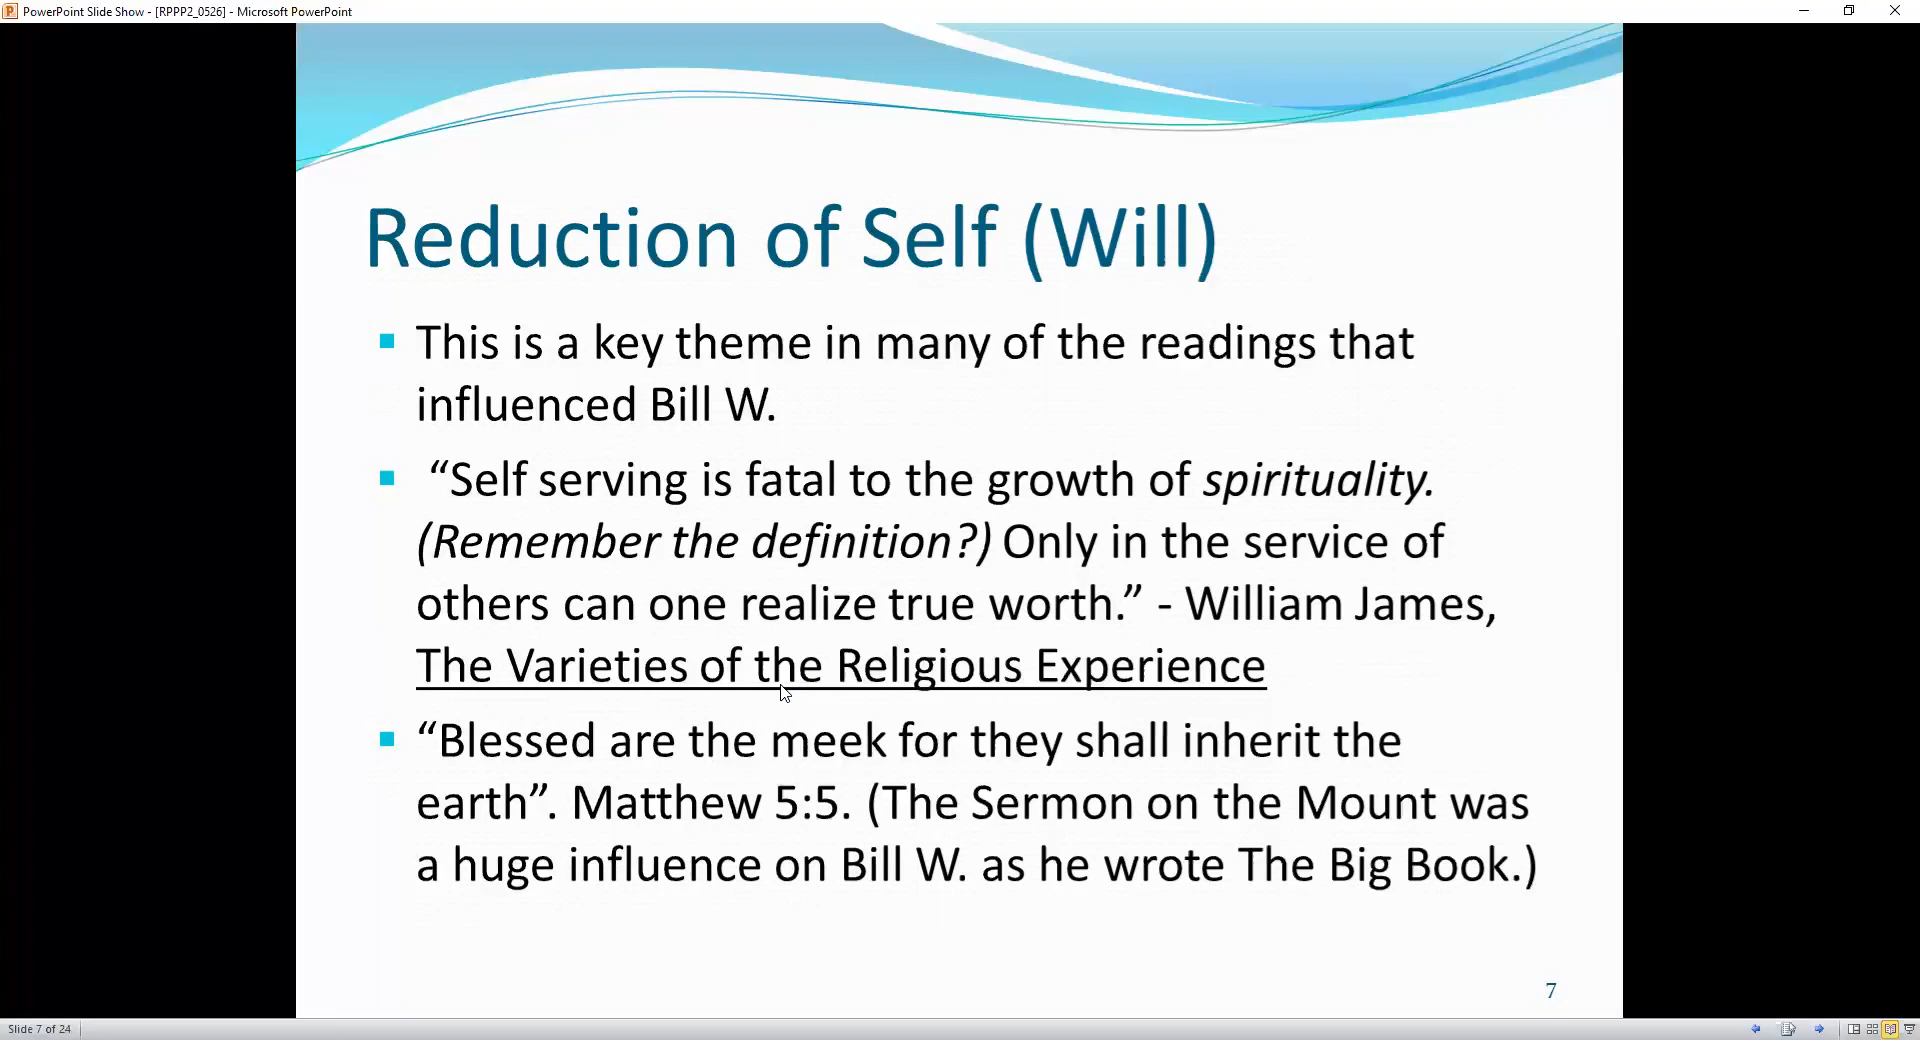 PowerPoint Slide Show - [RPPP2_0526] - Microsoft PowerPoint
Reduction of Self (Will)
This is a key theme in many of the readings that
influenced Bill W.
“Self serving is fatal to the growth of spirituality.
(Remember the definition?) Only in the service of
others can one realize true worth.” - William James,
The Varieties of the Religious Experience
“Blessed are the meek for they shall inherit the
earth”. Matthew 5:5. (The Sermon on the Mount was
a huge influence on Bill W. as he wrote The Big Book.)
7
Slide 7 of 24